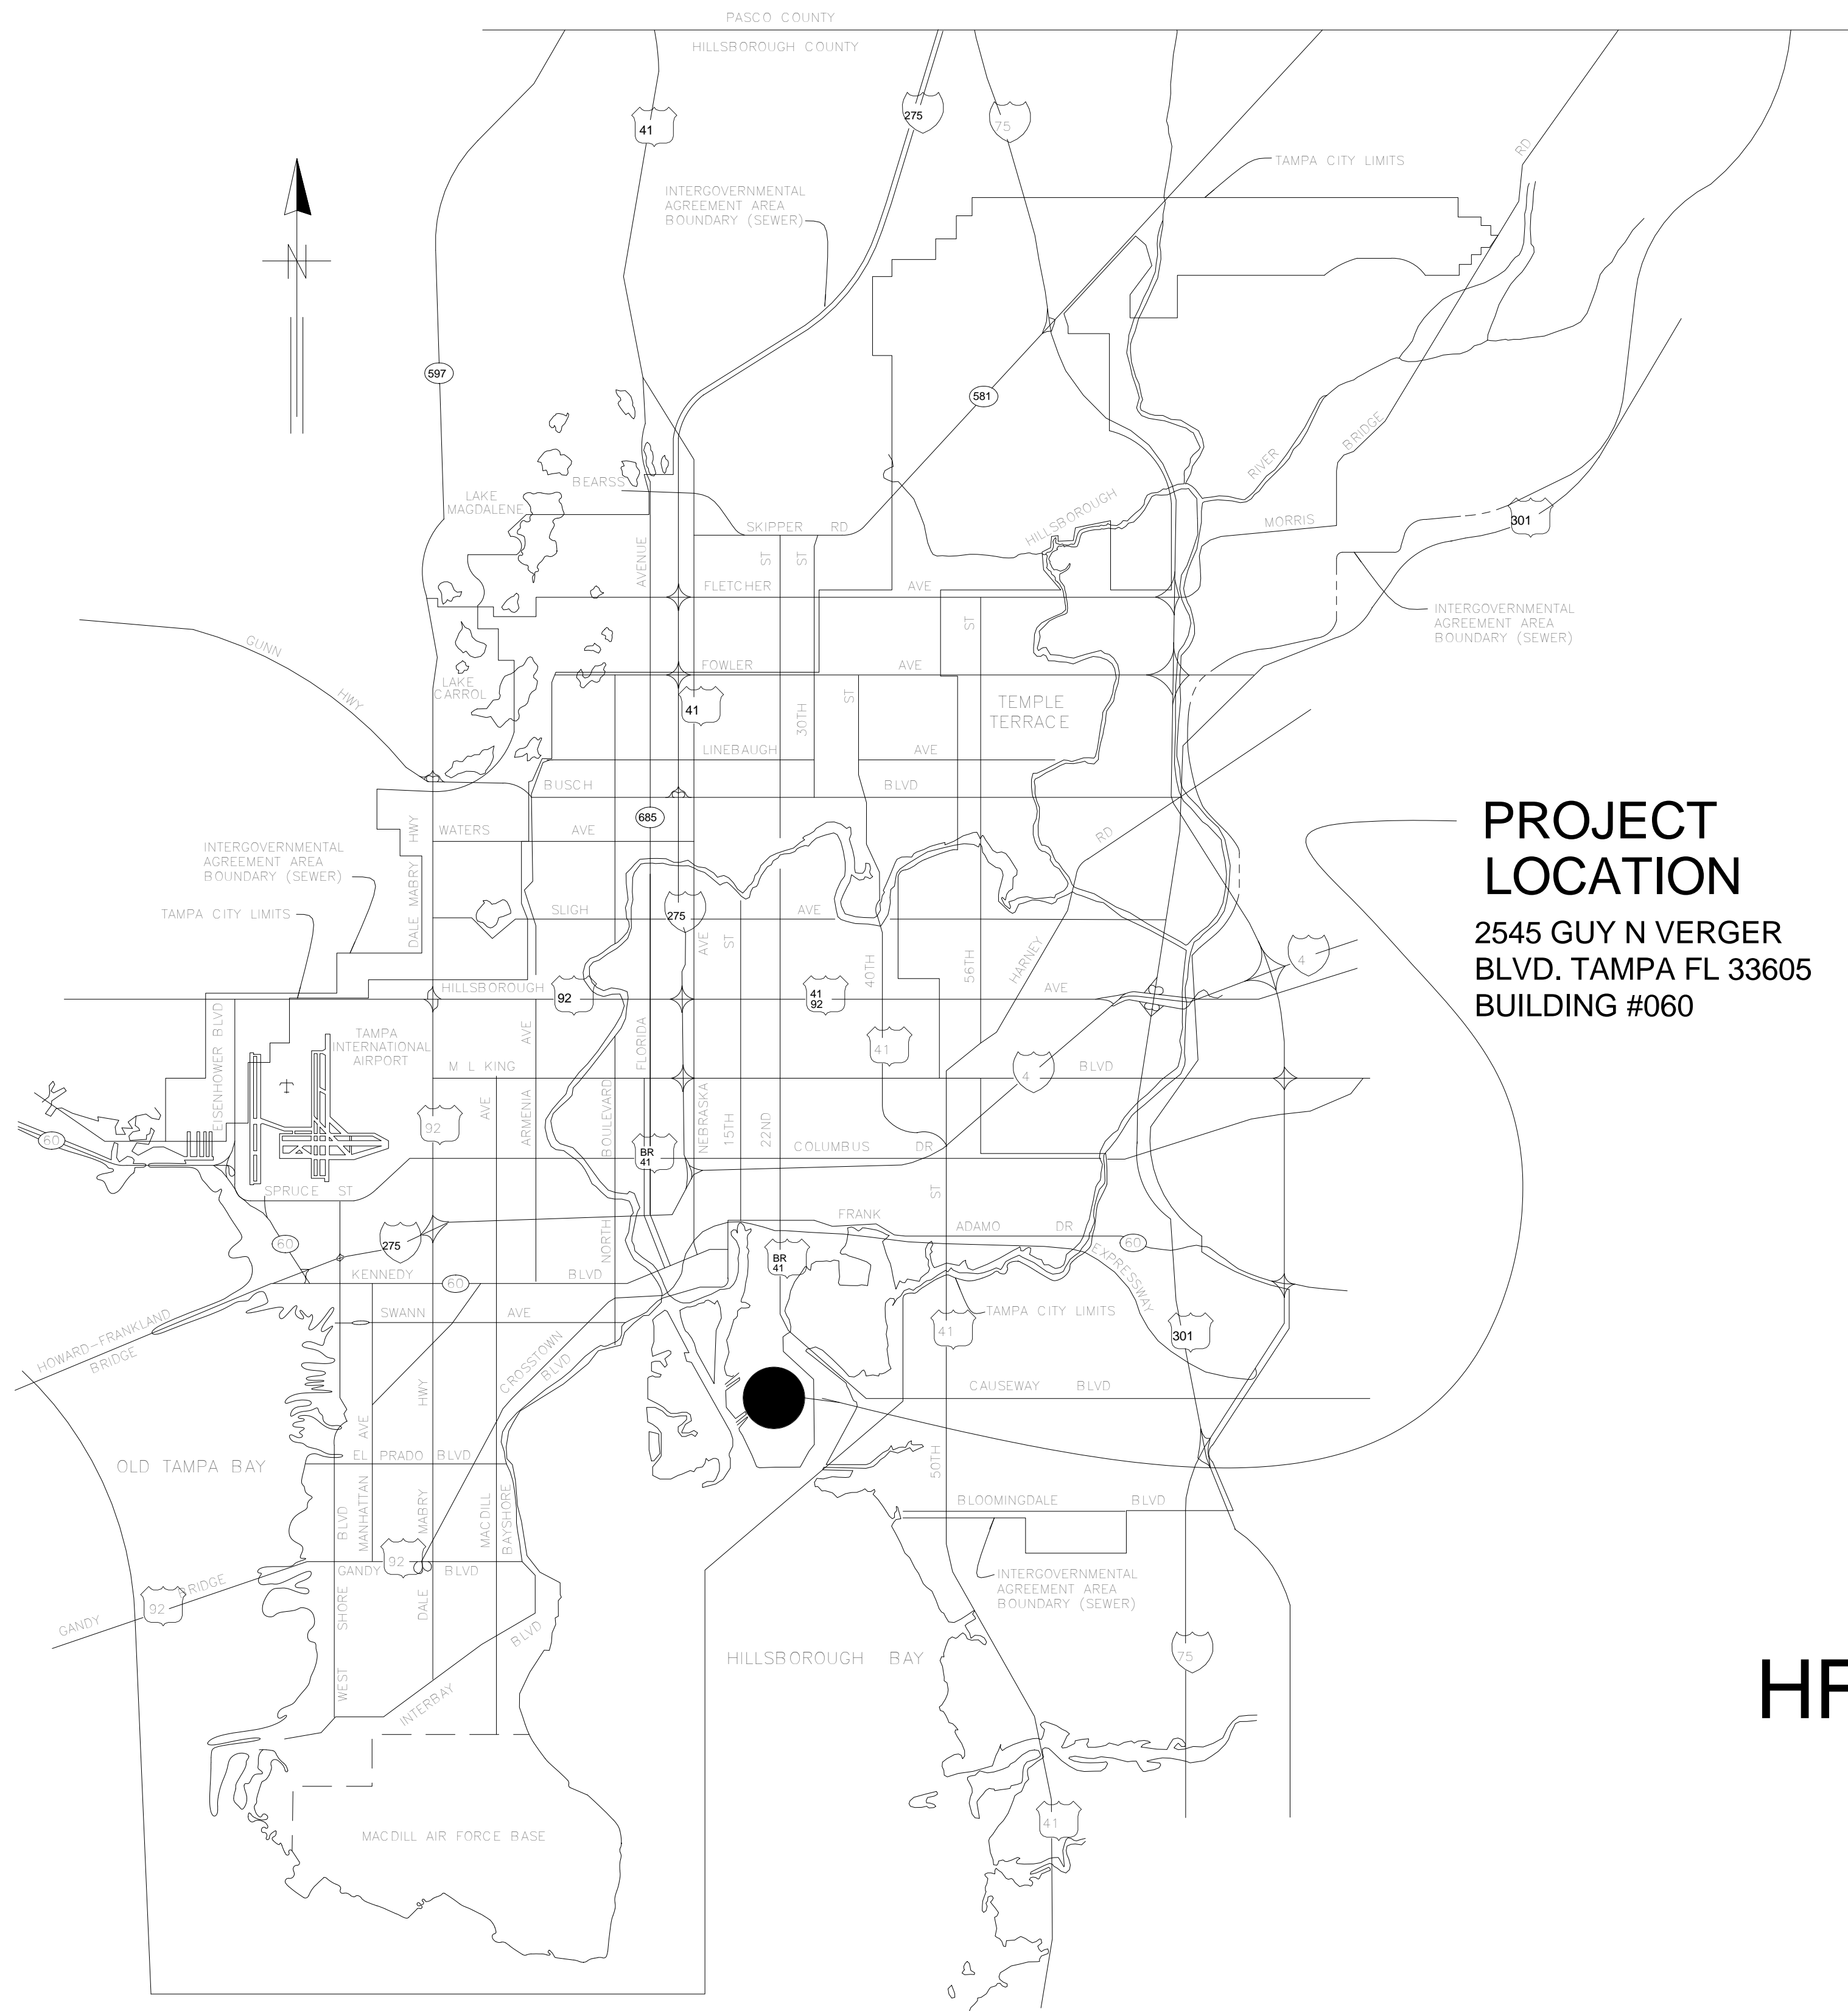 PASCO COUNTY
HILLSBOROUGH COUNTY
41
275
75
RD
TAMPA CITY LIMITS
INTERGOVERNMENTAL
AGREEMENT AREA
BOUNDARY (SEWER)
N
597
581
BRIDGE
RIVER
BEARSS
LAKE
MAGDALENE
HILLSBOROUGH
SKIPPER RD
MORRIS
301
AVENUE
ST
ST
FLETCHER AVE
INTERGOVERNMENTAL
AGREEMENT AREA
BOUNDARY (SEWER)
ST
GUNN
HWY
FOWLER AVE
LAKE
CARROL
41
30TH
ST
TEMPLE
TERRACE
LINEBAUGH AVE
BUSCH BLVD
685
WATERS AVE
HWY
RD
PROJECT
LOCATION
2545 GUY N VERGER
BLVD. TAMPA FL 33605
BUILDING #060
INTERGOVERNMENTAL
AGREEMENT AREA
BOUNDARY (SEWER)
DALE MABRY
TAMPA CITY LIMITS
SLIGH AVE
275
AVE
ST
40TH
56TH
HARNEY
4
HILLSBOROUGH AVE
92
41
92
EISENHOWER BLVD
TAMPA
INTERNATIONAL
AIRPORT
AVE
FLORIDA
41
M L KING BLVD
4
60
92
AVE
ARMENIA
BOULEVARD
NEBRASKA
15TH
22ND
BR
41
COLUMBUS DR
SPRUCE ST
ST
FRANK
ADAMO DR
60
275
NORTH
60
BR
41
EXPRESSWAY
KENNEDY BLVD
60
HOWARD-FRANKLAND
BRIDGE
SWANN AVE
TAMPA CITY LIMITS
41
301
CROSSTOWN
BLVD
HWY
CAUSEWAY BLVD
AVE
OLD TAMPA BAY
EL PRADO BLVD
50TH
BLVD
MANHATTAN
MABRY
MACDILL
BAYSHORE
BLOOMINGDALE BLVD
92
GANDY BLVD
GANDY BRIDGE
92
SHORE
DALE
INTERGOVERNMENTAL
AGREEMENT AREA
BOUNDARY (SEWER)
BLVD
HILLSBOROUGH BAY
75
WEST
INTERBAY
HF
41
MACDILL AIR FORCE BASE